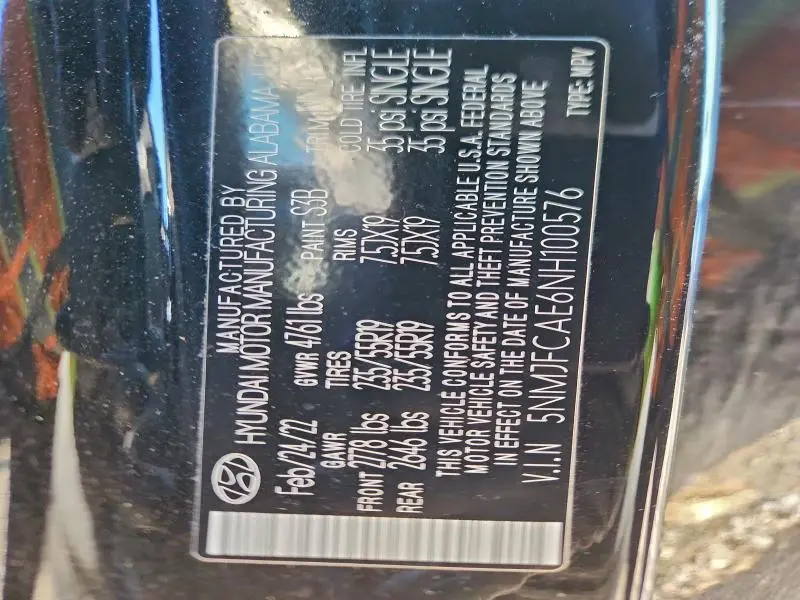 MANUFACTURED BY
HYUNDAI MOTOR MANUFACTURING ALABAMA
Feb/24/22 GVWR 4761 lbs PAINT S3B TRIM
GAWR TIRES RIMS COLD TIRE INFL
FRONT 2778 lbs 235/55R19 7.5JX19 35 psi SINGLE
REAR 2646 lbs 235/55R19 7.5JX19 35 psi SINGLE
THIS VEHICLE CONFORMS TO ALL APPLICABLE U.S.A. FEDERAL
MOTOR VEHICLE SAFETY AND THEFT PREVENTION STANDARDS
IN EFFECT ON THE DATE OF MANUFACTURE SHOWN ABOVE
V.I.N 5NMJFCAE6NH100576 TYPE: MPV